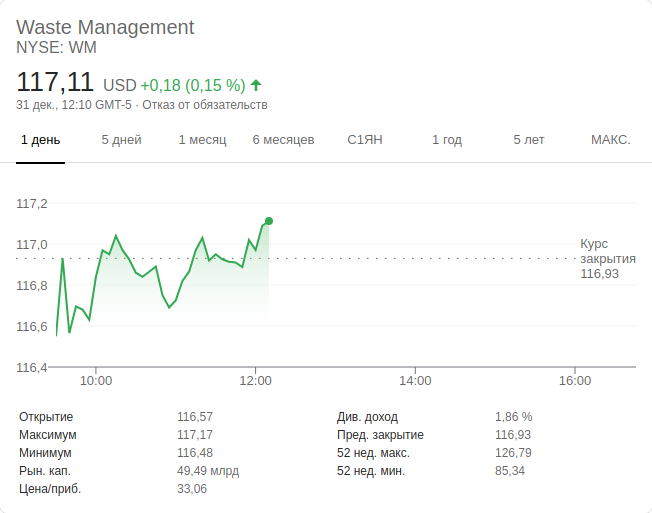 Waste Management
NYSE: WM
117,11 USD +0,18 (0,15 %)
31 дек., 12:10 GMT-5 · Отказ от обязательств
1 день 5 дней 1 месяц 6 месяцев С1ЯН 1 год 5 лет МАКС.
117,2
117,0
116,8
116,6
116,4
Курс
закрытия
116,93
10:00 12:00 14:00 16:00
Открытие 116,57 Див. доход 1,86 %
Максимум 117,17 Пред. закрытие 116,93
Минимум 116,48 52 нед. макс. 126,79
Рын. кап. 49,49 млрд 52 нед. мин. 85,34
Цена/приб. 33,06